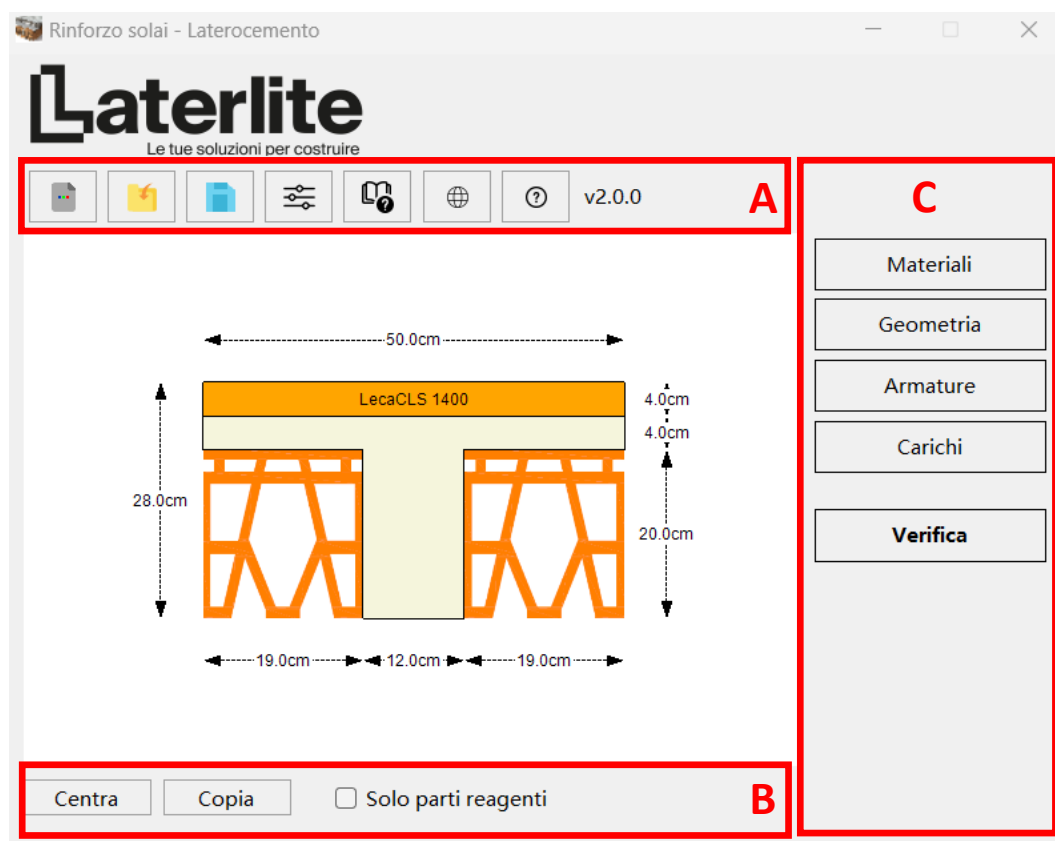 Rinforzo solai - Laterocemento
Laterlite
Le tue soluzioni per costruire
v2.0.0
A
C
Materiali
Geometria
Armature
Carichi
Verifica
50.0cm
LecaCLS 1400
4.0cm
4.0cm
28.0cm
20.0cm
19.0cm
12.0cm
19.0cm
Centra
Copia
Solo parti reagenti
B